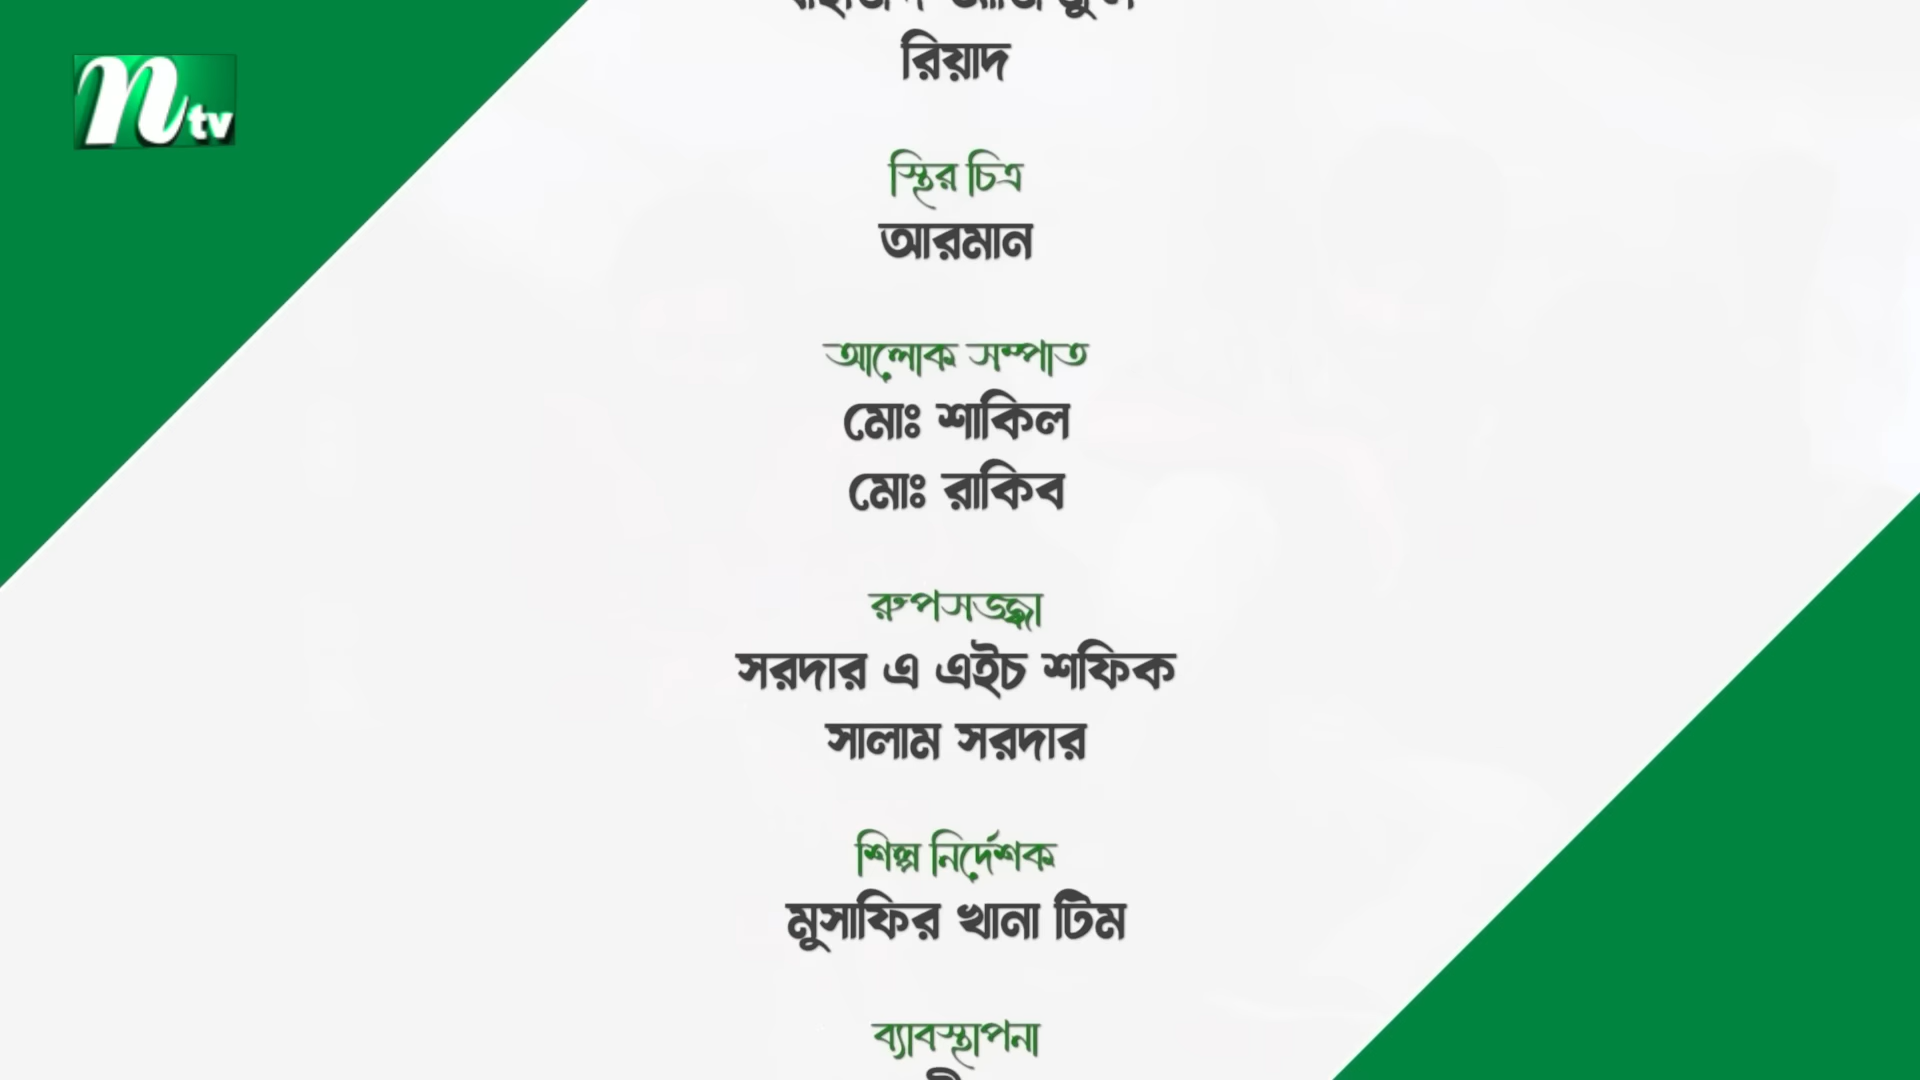 ntv
রিয়াদ
স্থির চিত্র
আরমান
আলোক সম্পাত
মোঃ শাকিল
মোঃ রাকিব
রুপসজ্জা
সরদার এ এইচ শফিক
সালাম সরদার
শিল্প নির্দেশক
মুসাফির খানা টিম
ব্যাবস্থাপনা